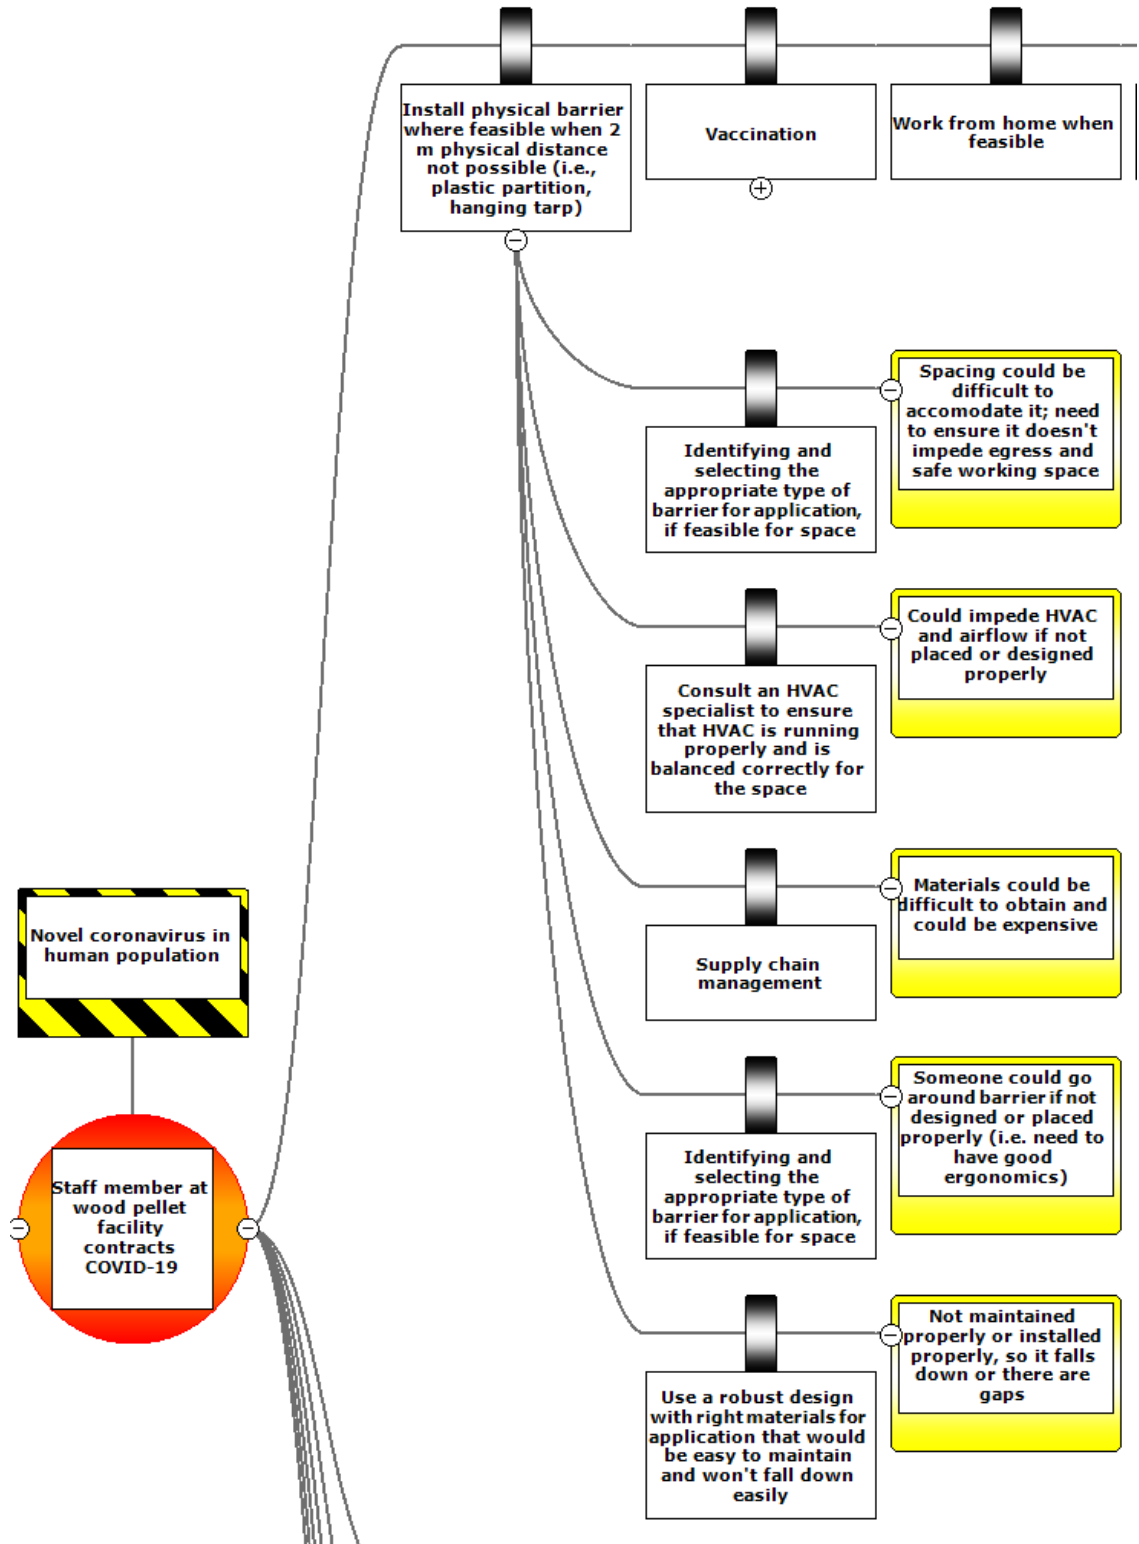 Install physical barrier
where feasible when 2
m physical distance
not possible (i.e.,
plastic partition,
hanging tarp)
Vaccination
Work from home when
feasible
Identifying and
selecting the
appropriate type of
barrier for application,
if feasible for space
Spacing could be
difficult to
accomodate it; need
to ensure it doesn't
impede egress and
safe working space
Consult an HVAC
specialist to ensure
that HVAC is running
properly and is
balanced correctly for
the space
Could impede HVAC
and airflow if not
placed or designed
properly
Supply chain
management
Materials could be
difficult to obtain and
could be expensive
Novel coronavirus in
human population
Staff member at
wood pellet
facility
contracts
COVID-19
Identifying and
selecting the
appropriate type of
barrier for application,
if feasible for space
Someone could go
around barrier if not
designed or placed
properly (i.e. need to
have good
ergonomics)
Use a robust design
with right materials for
application that would
be easy to maintain
and won't fall down
easily
Not maintained
properly or installed
properly, so it falls
down or there are
gaps